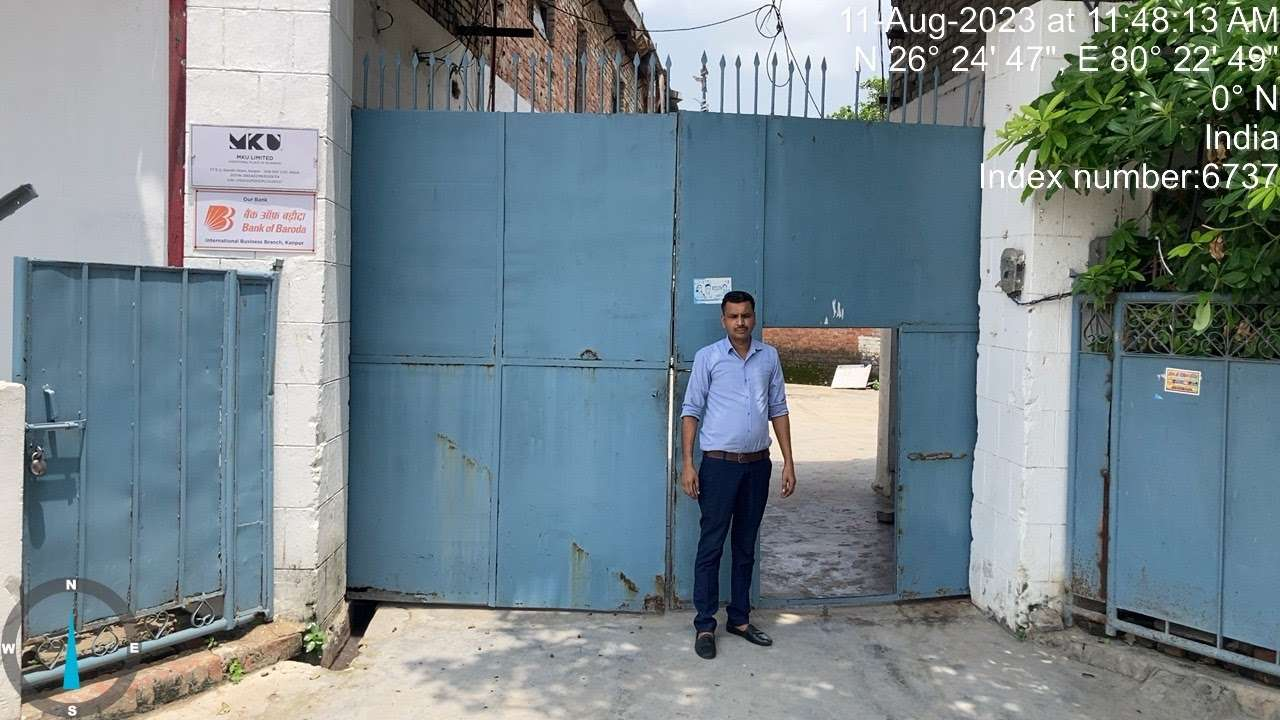 11-Aug-2023 at 11:48:13 AM
N 26° 24' 47" , E 80° 22' 49"
0° N
India
Index number:6737
MKU
MKU LIMITED
Our Bank
बैंक ऑफ़ बड़ौदा
Bank of Baroda
International Business Branch, Kanpur
N
W
E
S